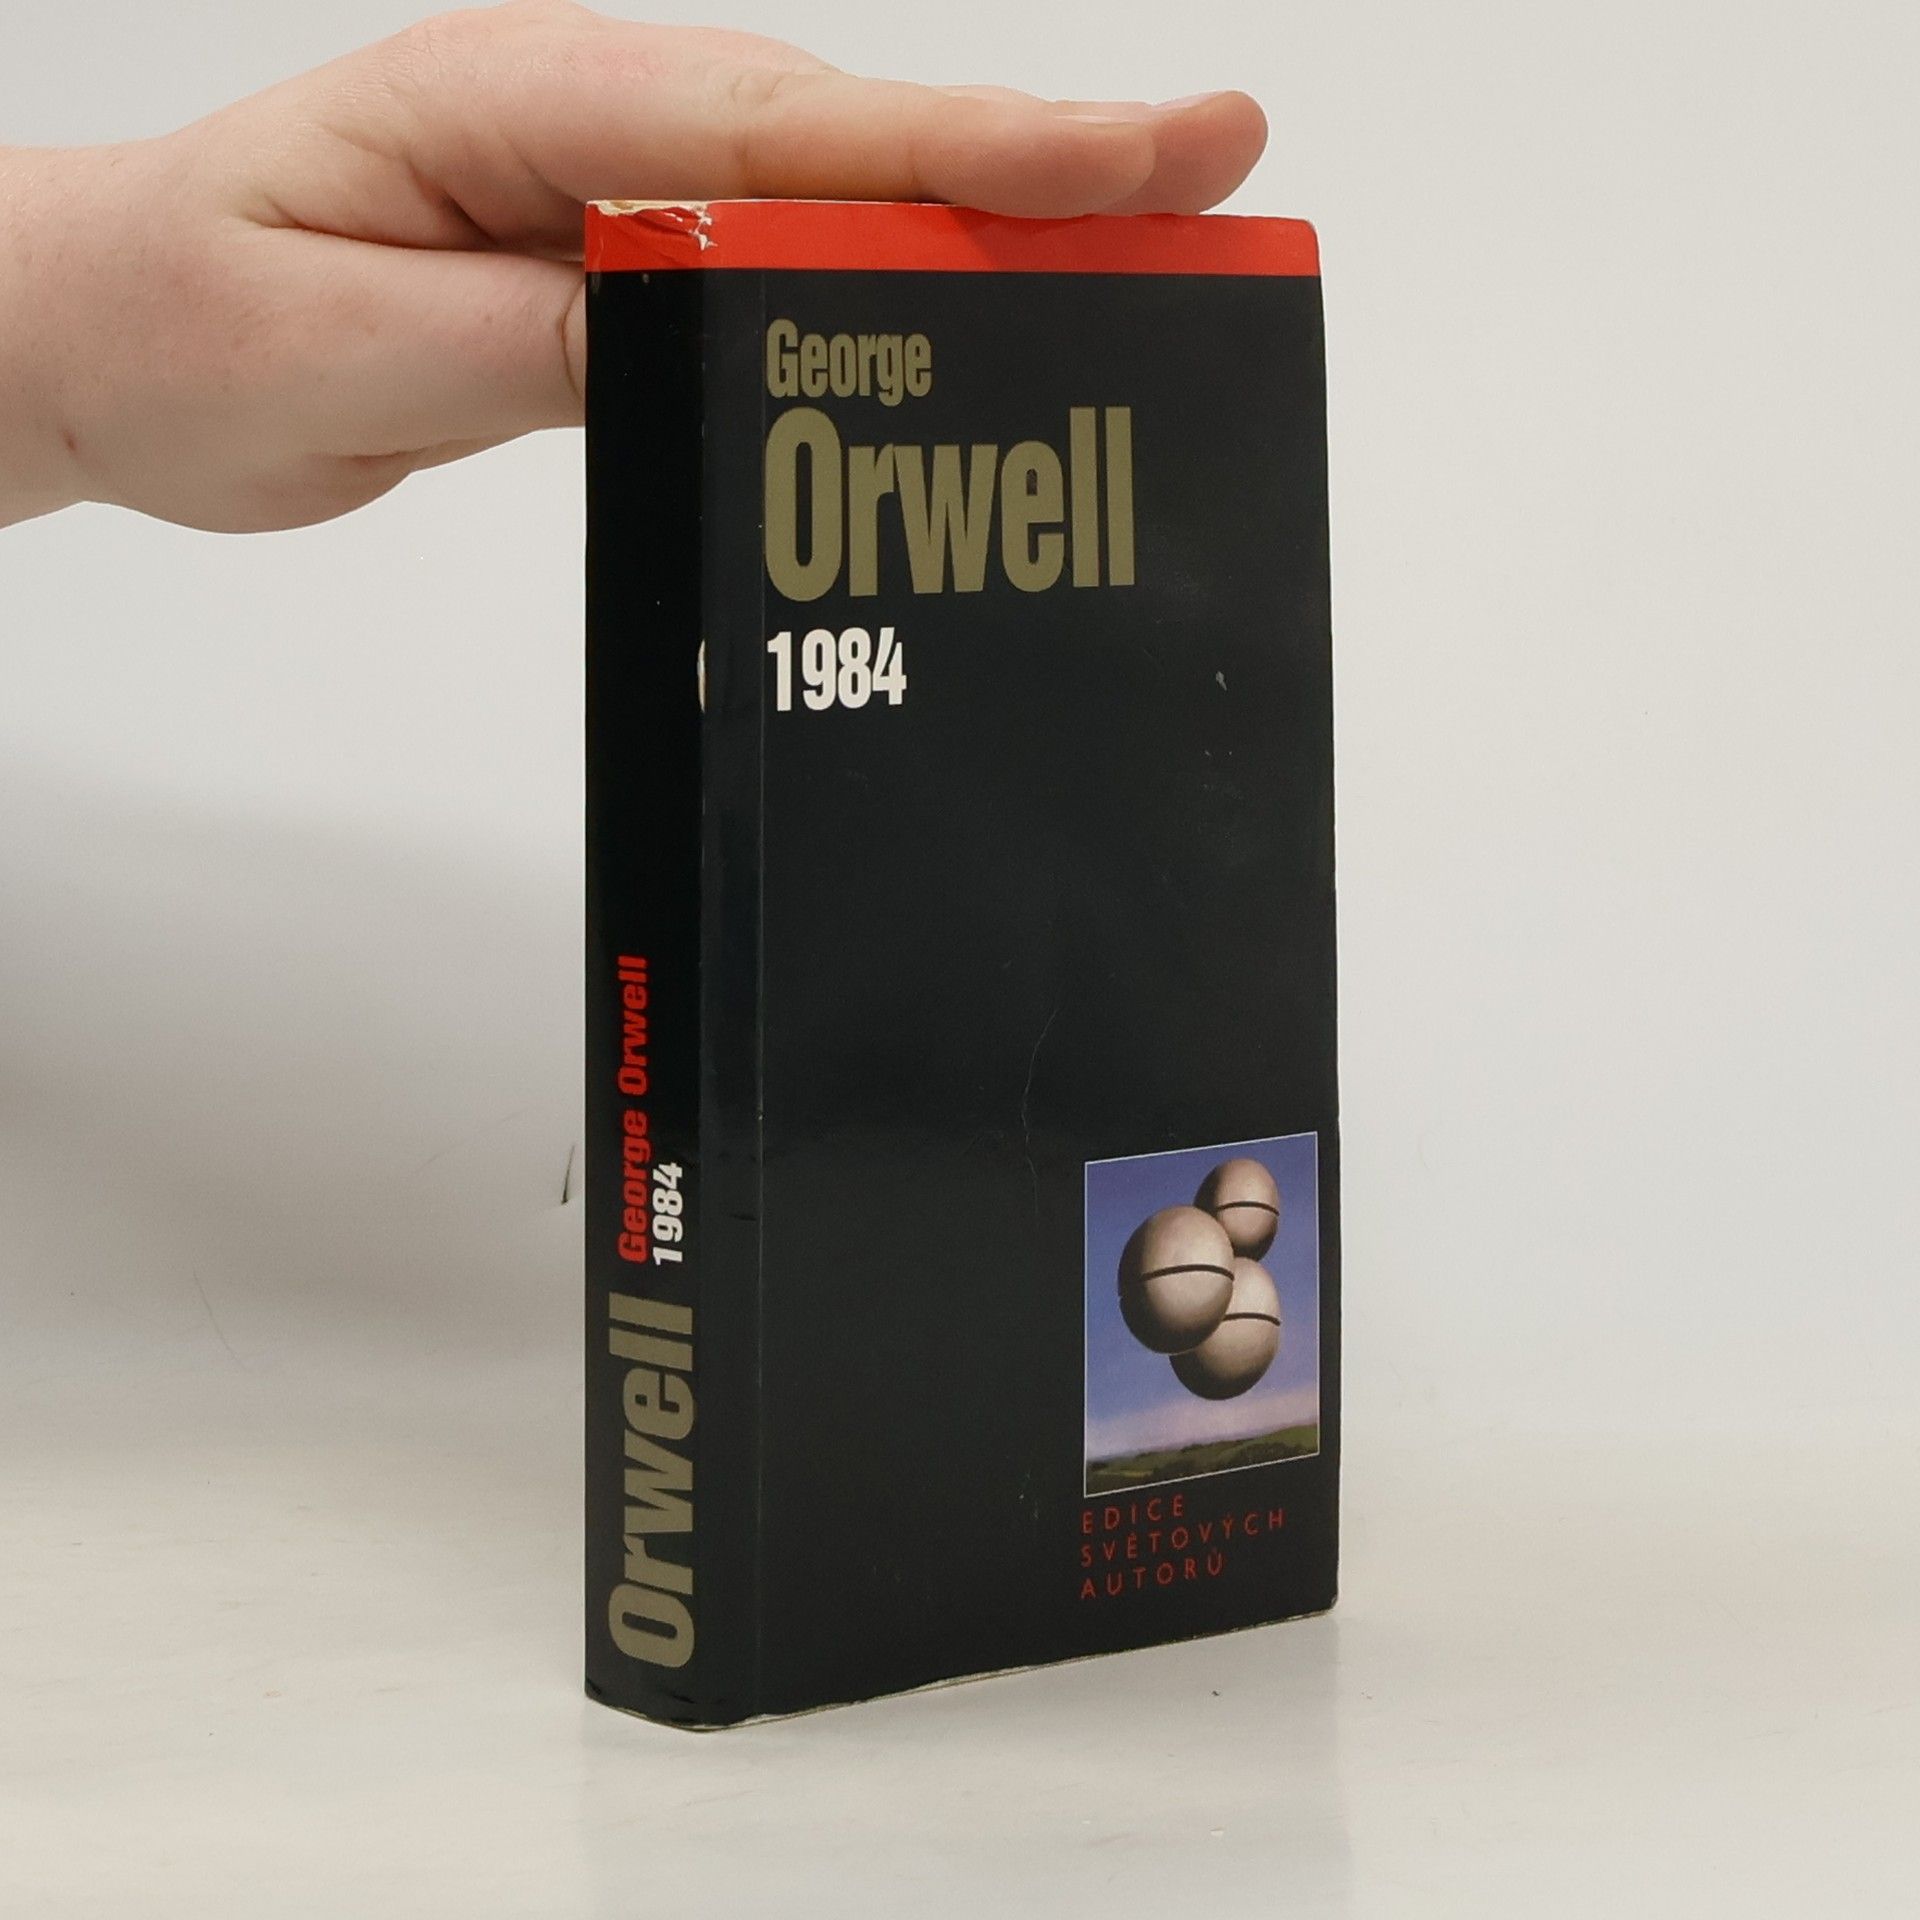 George
Orwell
1984
EDICE
SVĚTOVÝCH
AUTORŮ
George Orwell
1984
Orwell